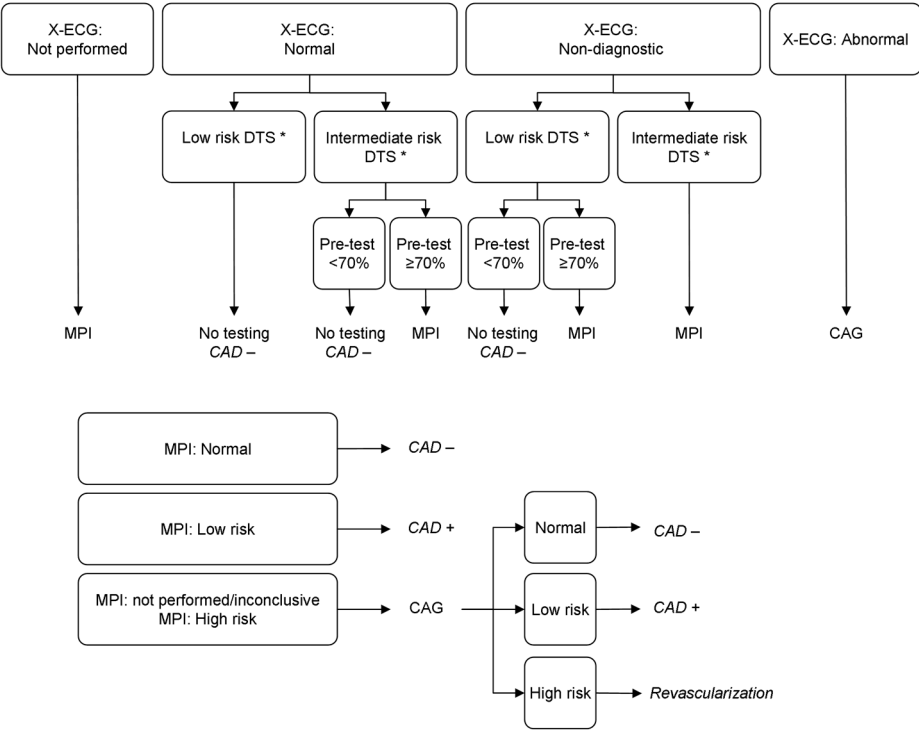 X-ECG:
Not performed
X-ECG:
Normal
X-ECG:
Non-diagnostic
X-ECG: Abnormal
Low risk DTS *
Intermediate risk
DTS *
Low risk DTS *
Intermediate risk
DTS *
Pre-test
<70%
Pre-test
≥70%
Pre-test
<70%
Pre-test
≥70%
MPI
No testing
CAD –
No testing
CAD –
MPI
No testing
CAD –
MPI
MPI
CAG
MPI: Normal
CAD –
MPI: Low risk
CAD +
MPI: not performed/inconclusive
MPI: High risk
CAG
Normal
CAD –
Low risk
CAD +
High risk
Revascularization